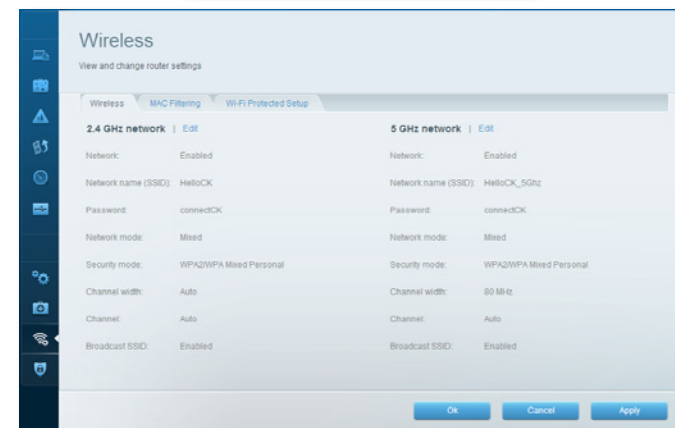 Wireless
View and change router settings
Wireless MAC Filtering Wi-Fi Protected Setup
2.4 GHz network | Edit 5 GHz network | Edit
Network: Enabled Network: Enabled
Network name (SSID): HelloCK Network name (SSID): HelloCK_5Ghz
Password: connectCK Password: connectCK
Network mode: Mixed Network mode: Mixed
Security mode: WPA2/WPA Mixed Personal Security mode: WPA2/WPA Mixed Personal
Channel width: Auto Channel width: 80 MHz
Channel: Auto Channel: Auto
Broadcast SSID: Enabled Broadcast SSID: Enabled
Ok Cancel Apply